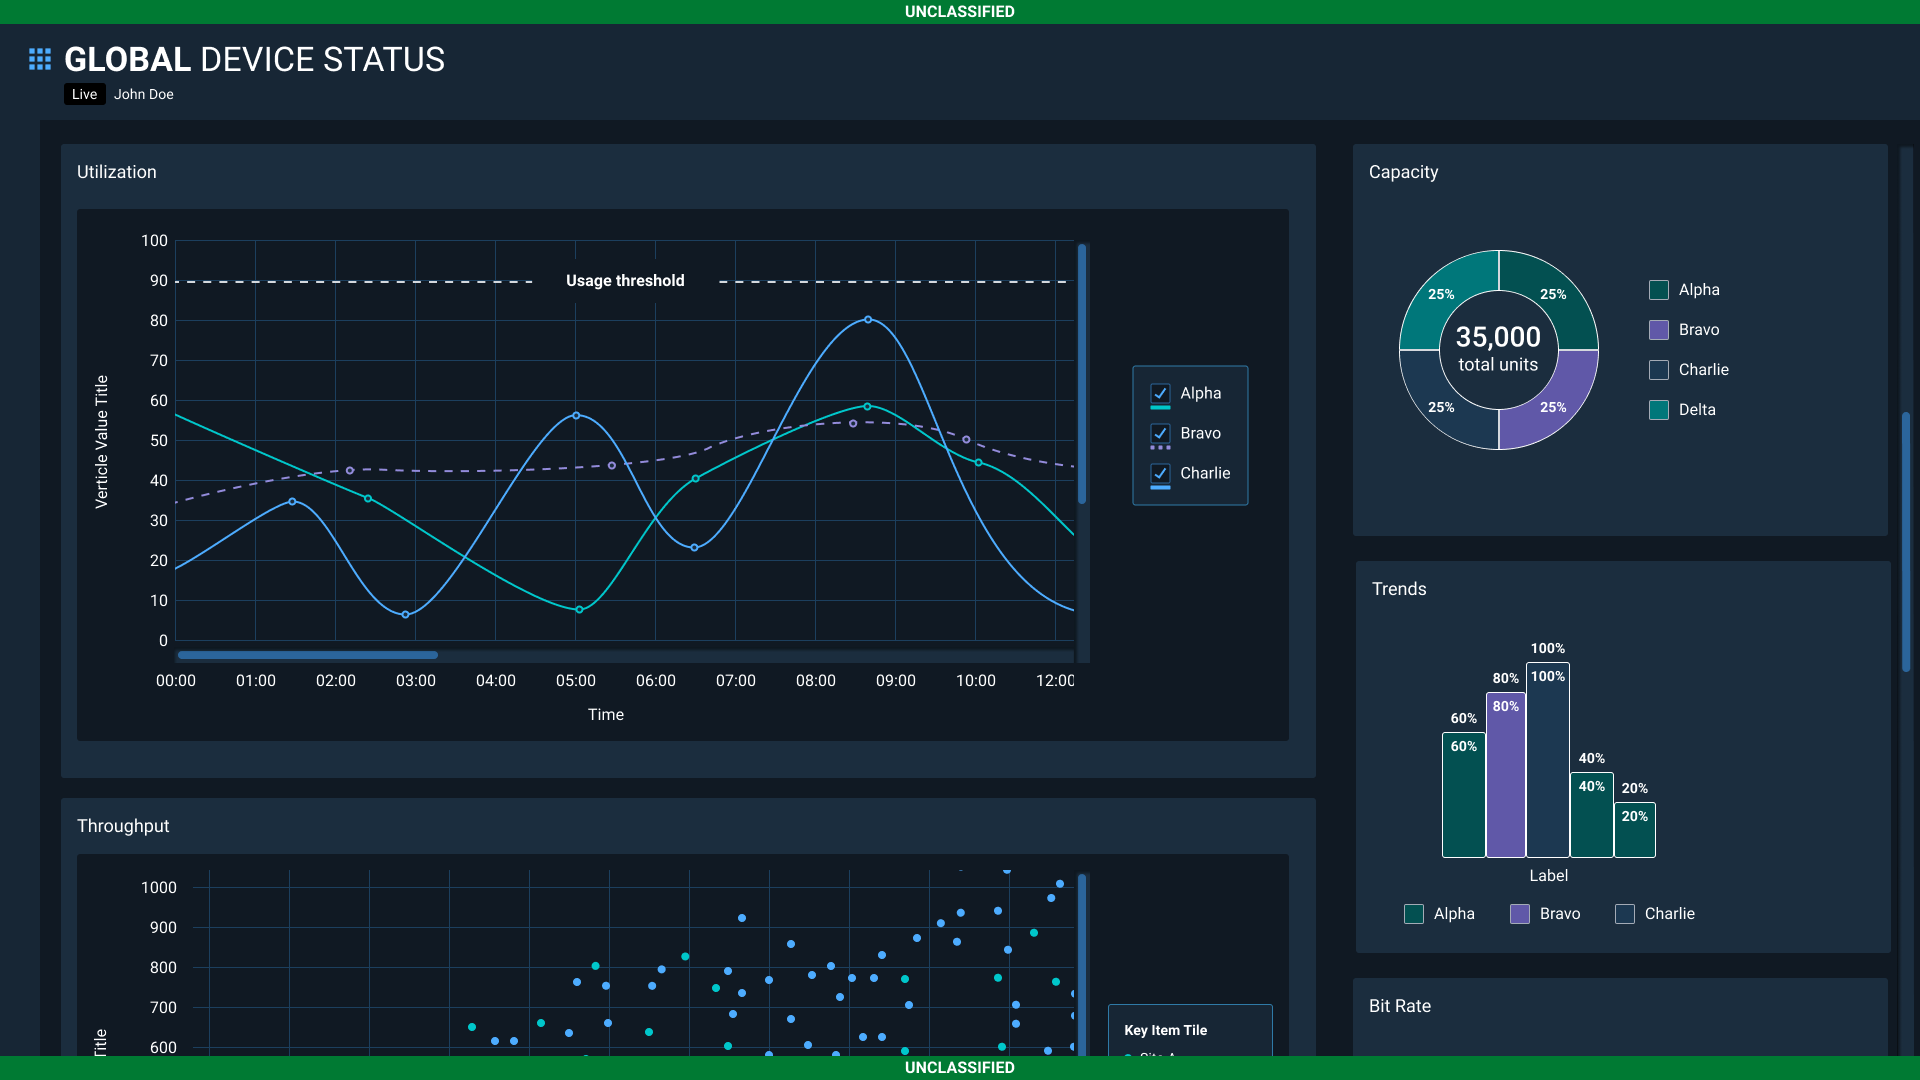 UNCLASSIFIED
GLOBAL DEVICE STATUS
Live John Doe
Utilization
100
90
80
70
60
50
40
30
20
10
0
Usage threshold
Verticle Value Title
00:00 01:00 02:00 03:00 04:00 05:00 06:00 07:00 08:00 09:00 10:00 12:00
Time
Alpha
Bravo
Charlie
Capacity
25% 25%
35,000
total units
25% 25%
Alpha
Bravo
Charlie
Delta
Trends
100%
100%
80%
80%
60%
60%
40%
40%
20%
20%
Label
Alpha Bravo Charlie
Throughput
1000
900
800
700
600
Title
Key Item Tile
Bit Rate
UNCLASSIFIED